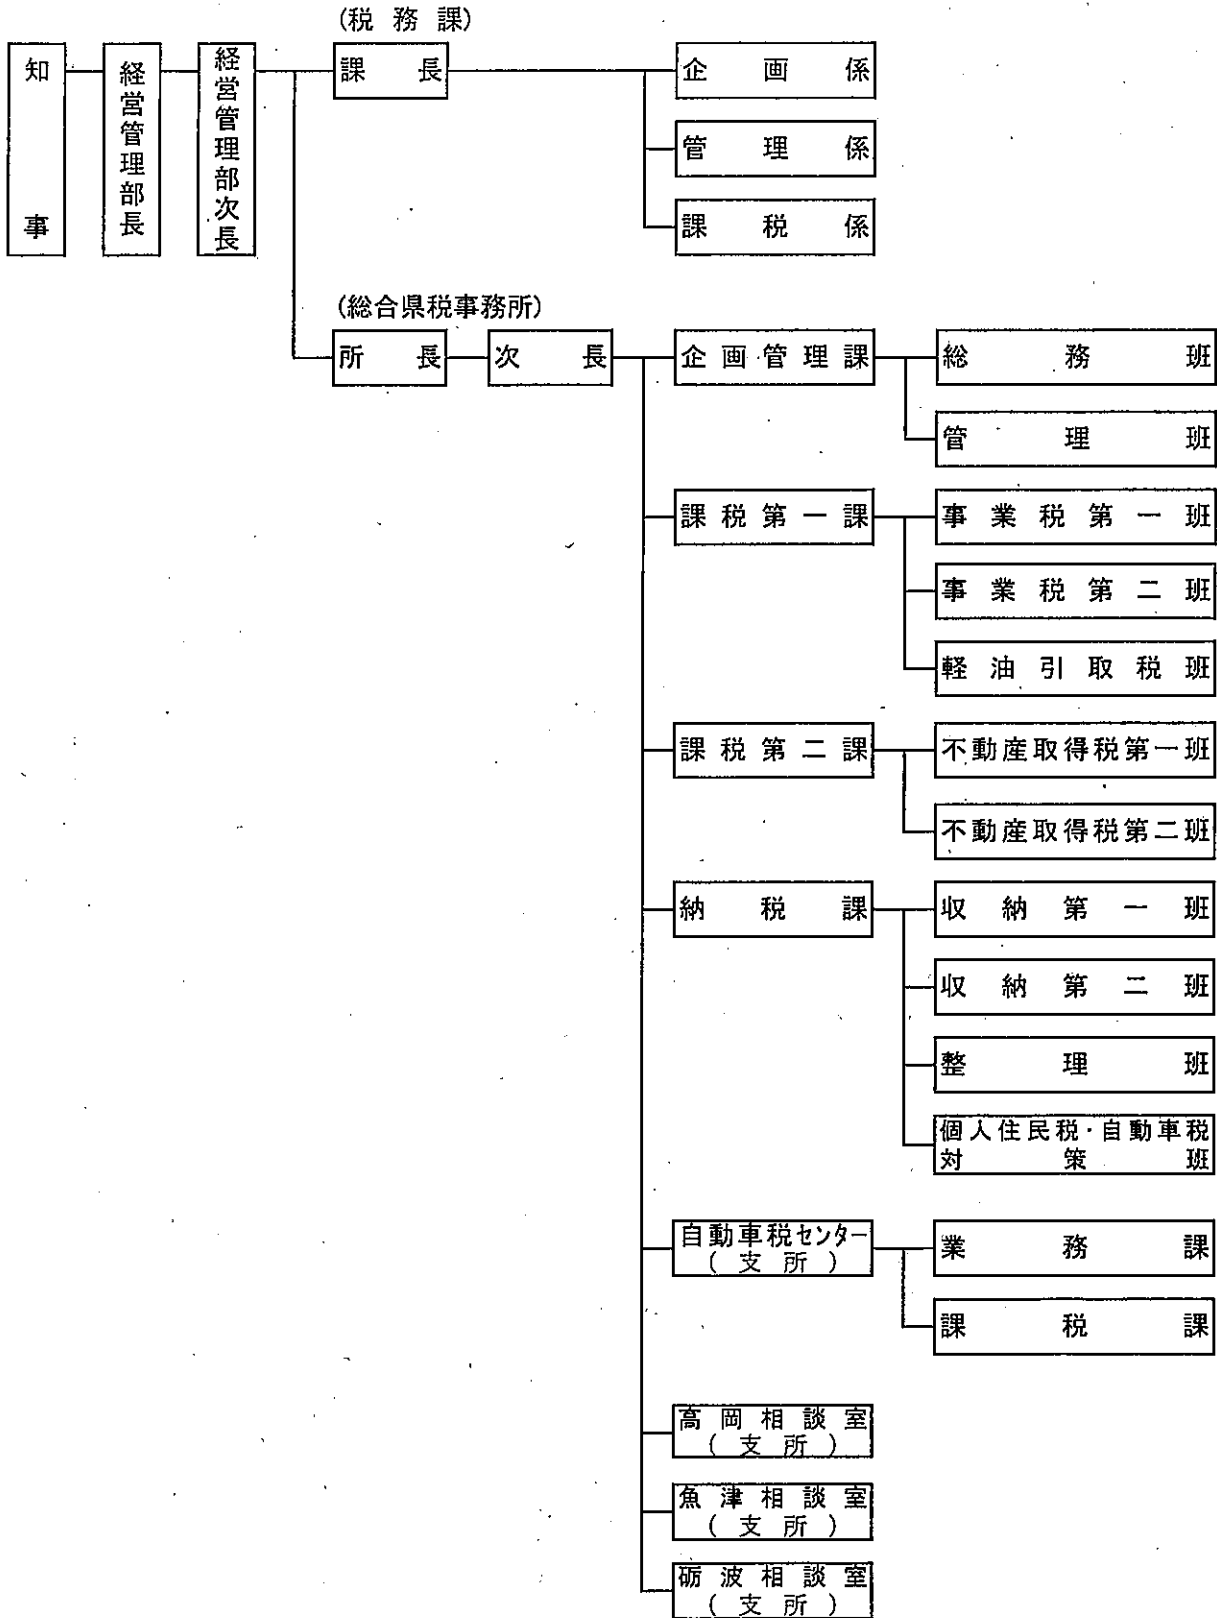 (税務課)
知事
経営管理部長
経営管理部次長
課長
企画係
管理係
課税係
(総合県税事務所)
所長
次長
企画管理課
総務班
管理班
課税第一課
事業税第一班
事業税第二班
軽油引取税班
課税第二課
不動産取得税第一班
不動産取得税第二班
納税課
収納第一班
収納第二班
整理班
個人住民税・自動車税
対策班
自動車税センター
(支所)
業務課
課税課
高岡相談室
(支所)
魚津相談室
(支所)
砺波相談室
(支所)